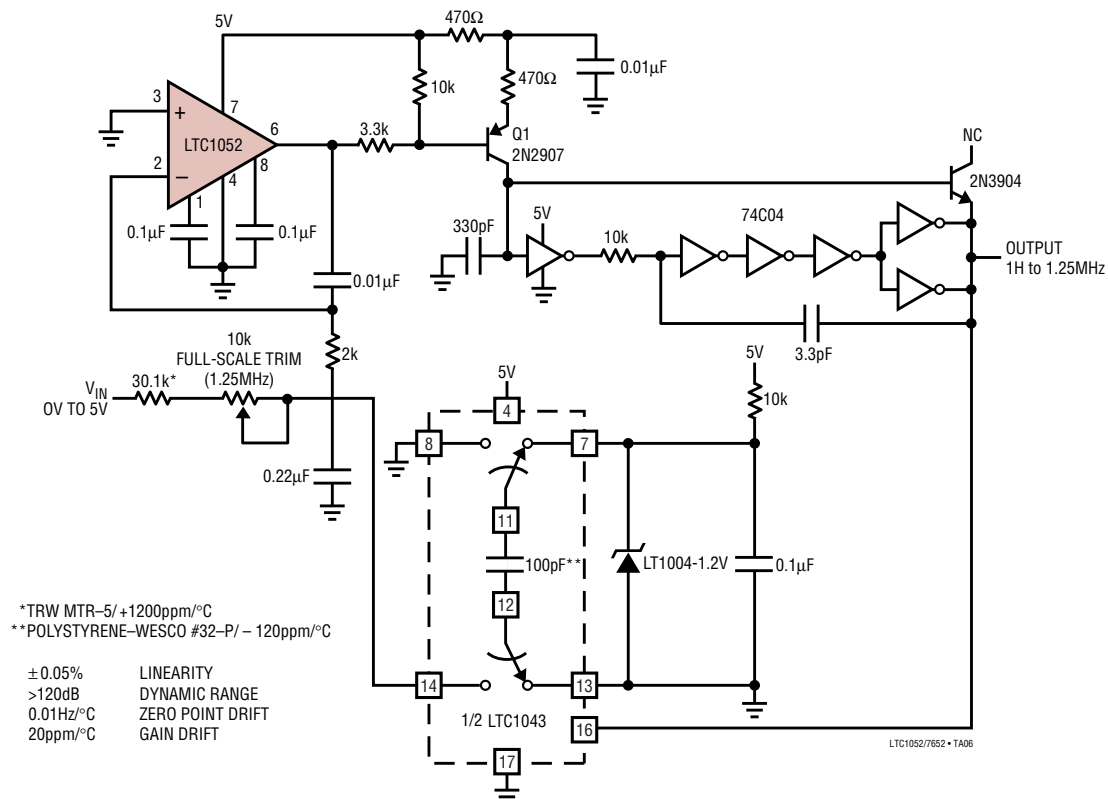 5V
470Ω
0.01µF
10k
470Ω
3
+
7
LTC1052
6
3.3k
Q1
2N2907
NC
2
–
8
4
1
2N3904
0.1µF
0.1µF
330pF
5V
10k
74C04
OUTPUT
1H to 1.25MHz
0.01µF
3.3pF
10k
FULL-SCALE TRIM
(1.25MHz)
2k
VIN
0V TO 5V
30.1k*
5V
5V
10k
4
8
7
0.22µF
11
100pF**
LT1004-1.2V
0.1µF
12
*TRW MTR–5/ +1200ppm/°C
**POLYSTYRENE–WESCO #32–P/ – 120ppm/°C
±0.05% LINEARITY
>120dB DYNAMIC RANGE
0.01Hz/°C ZERO POINT DRIFT
20ppm/°C GAIN DRIFT
14
13
1/2 LTC1043
16
17
LTC1052/7652 • TA06